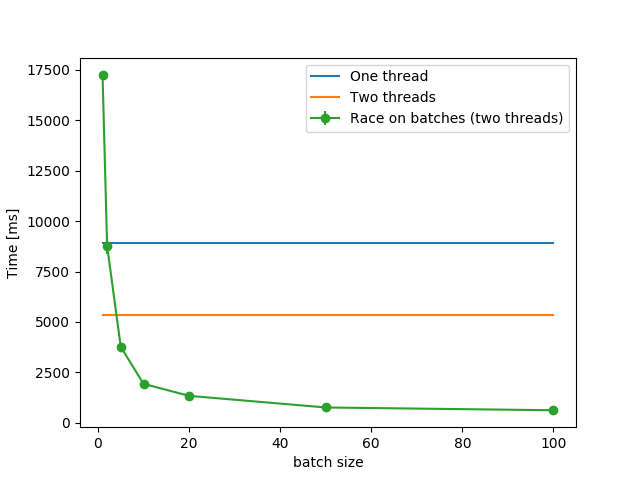 One thread
Two threads
Race on batches (two threads)
17500
15000
12500
10000
7500
5000
2500
0
Time [ms]
0 20 40 60 80 100
batch size